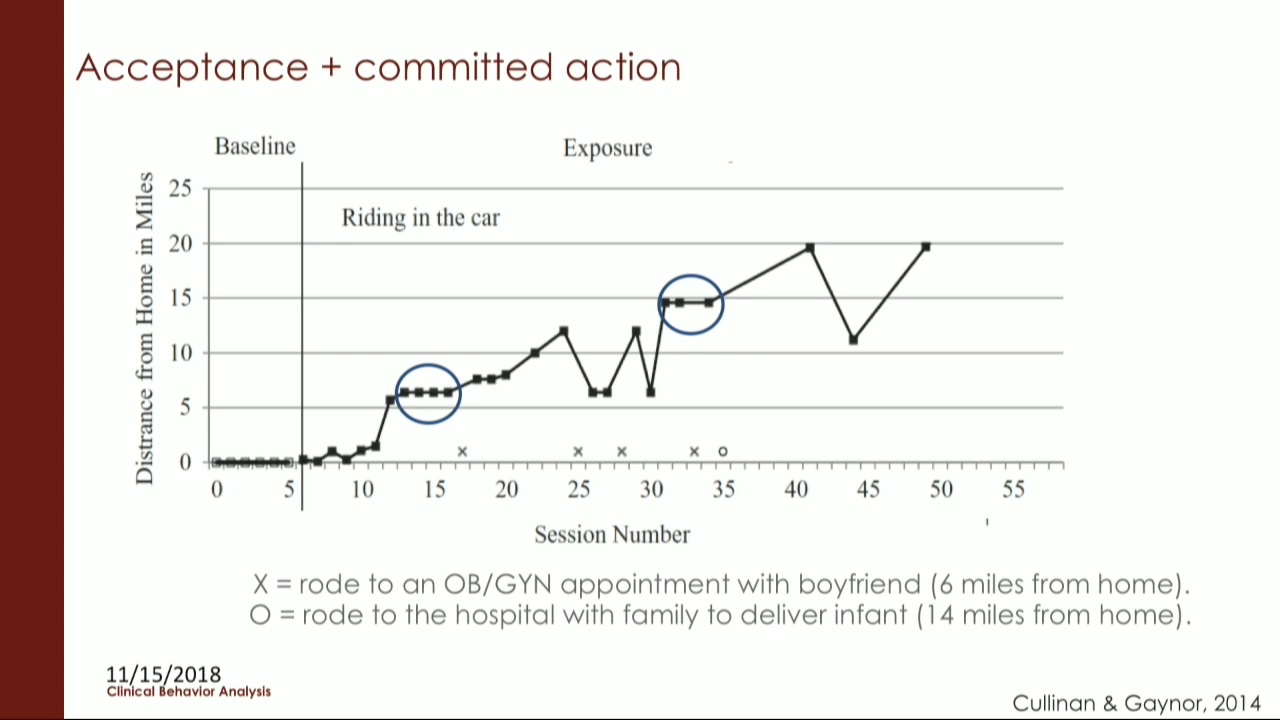 Acceptance + committed action
Baseline
Exposure
Distrance from Home in Miles
25
Riding in the car
20
15
10
5
0
x x x x o
0 5 10 15 20 25 30 35 40 45 50 55
Session Number
X = rode to an OB/GYN appointment with boyfriend (6 miles from home).
O = rode to the hospital with family to deliver infant (14 miles from home).
11/15/2018
Clinical Behavior Analysis
Cullinan & Gaynor, 2014